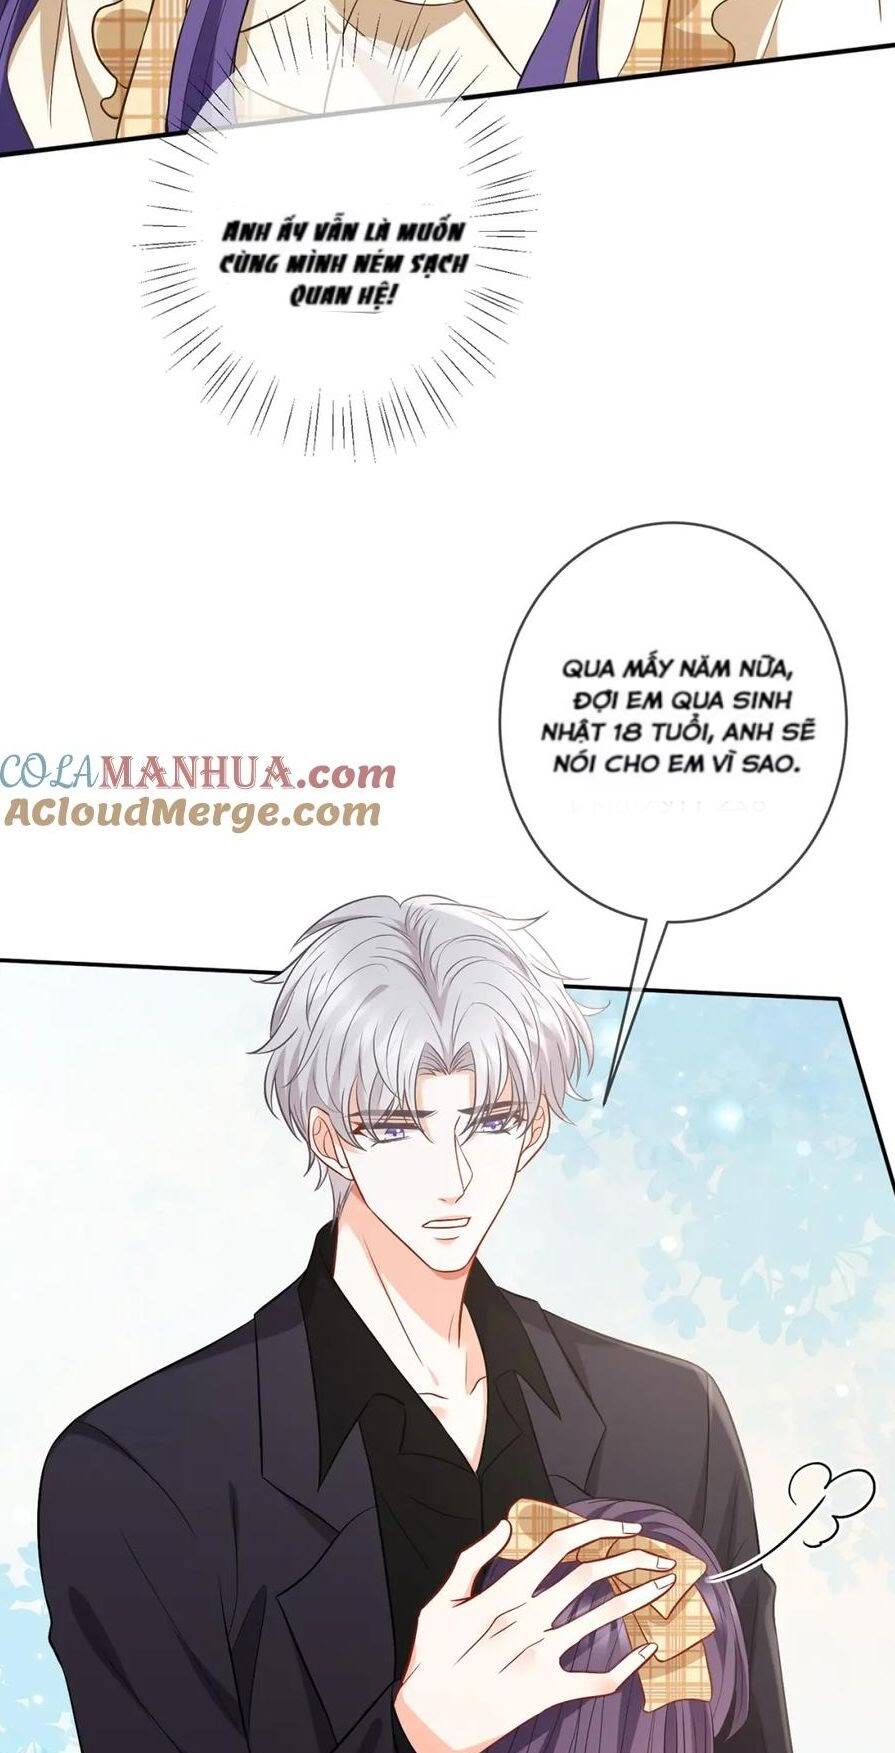 ANH ẤY VẪN LÀ MUỐN
CÙNG MÌNH NÉM SẠCH
QUAN HỆ!
QUA MẤY NĂM NỮA,
ĐỢI EM QUA SINH
NHẬT 18 TUỔI, ANH SẼ
NÓI CHO EM VÌ SAO.
COLAMANHUA.com
ACloudMerge.com